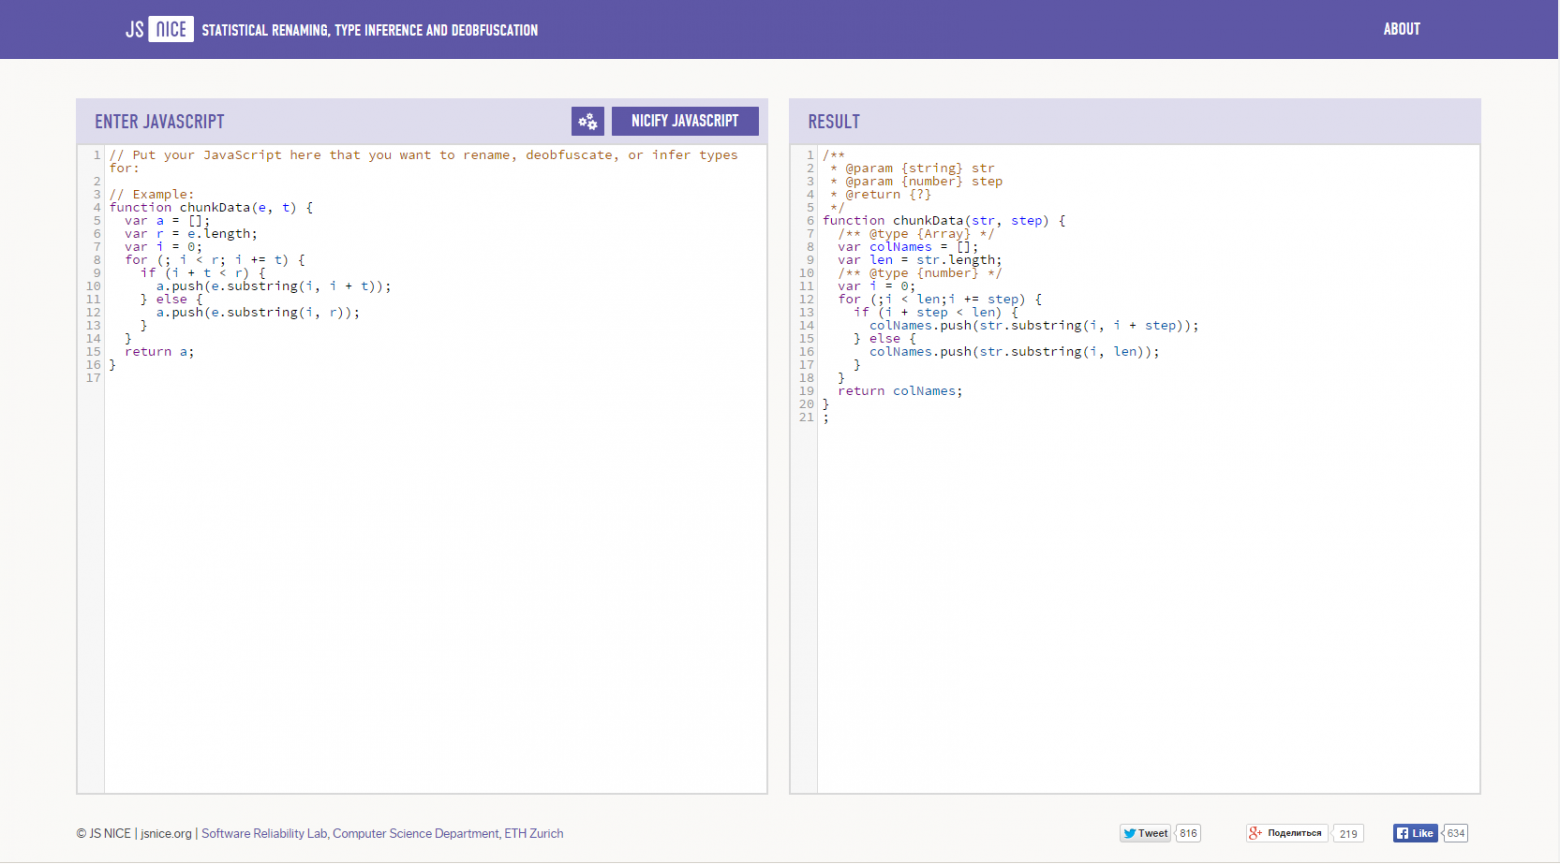 JS NICE STATISTICAL RENAMING, TYPE INFERENCE AND DEOBFUSCATION
ABOUT
ENTER JAVASCRIPT
NICIFY JAVASCRIPT
1 // Put your JavaScript here that you want to rename, deobfuscate, or infer types
for:
2
3 // Example:
4 function chunkData(e, t) {
5   var a = [];
6   var r = e.length;
7   var i = 0;
8   for (; i < r; i += t) {
9     if (i + t < r) {
10       a.push(e.substring(i, i + t));
11     } else {
12       a.push(e.substring(i, r));
13     }
14   }
15   return a;
16 }
17
RESULT
1 /**
2  * @param {string} str
3  * @param {number} step
4  * @return {?}
5  */
6 function chunkData(str, step) {
7   /** @type {Array} */
8   var colNames = [];
9   var len = str.length;
10   /** @type {number} */
11   var i = 0;
12   for (;i < len;i += step) {
13     if (i + step < len) {
14       colNames.push(str.substring(i, i + step));
15     } else {
16       colNames.push(str.substring(i, len));
17     }
18   }
19   return colNames;
20 }
21 ;
© JS NICE | jsnice.org | Software Reliability Lab, Computer Science Department, ETH Zurich
Tweet 816
g+ Поделиться 219
f Like 634